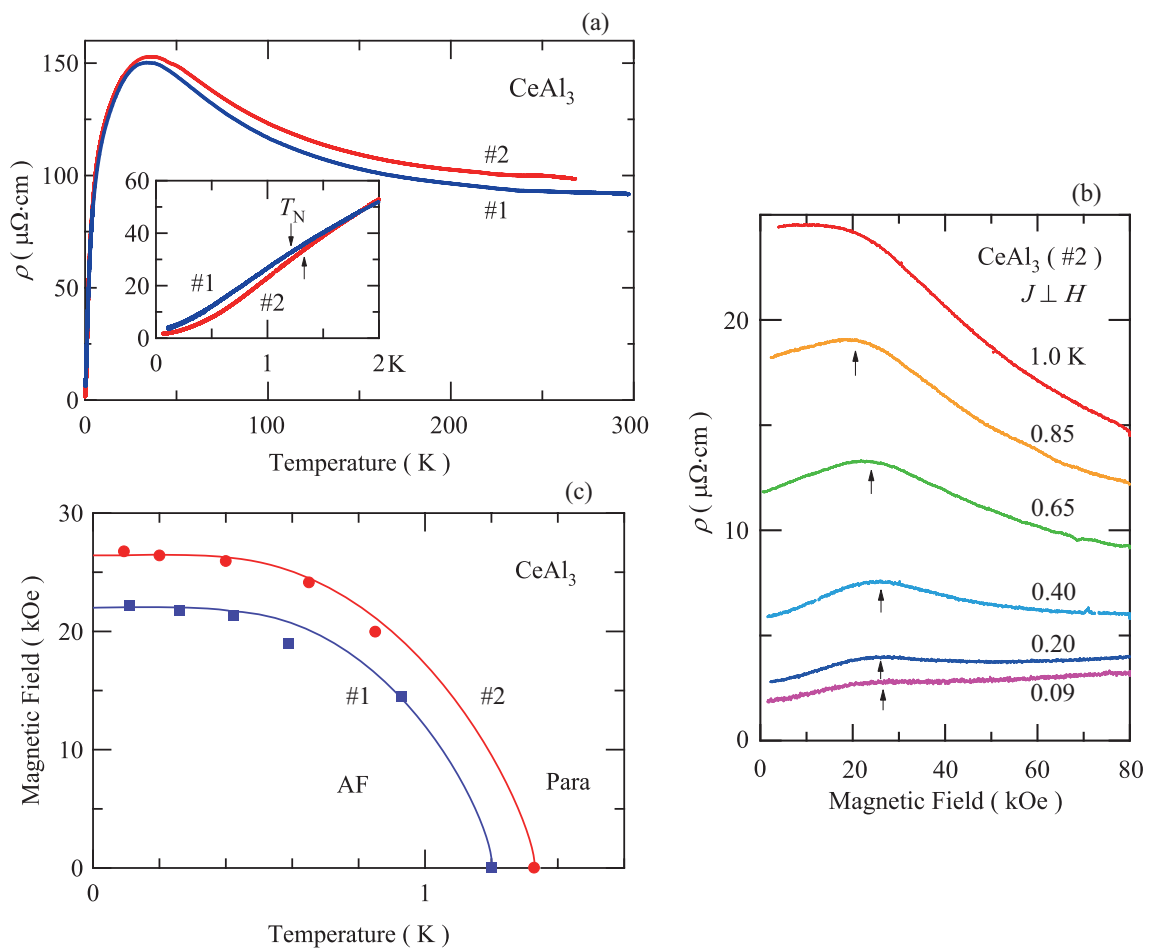 (a)
150
100
50
0
ρ ( μΩ·cm )
CeAl3
#2
#1
60
40
20
0
TN
#1
#2
0
1
2K
0
100
200
300
Temperature ( K )
(b)
CeAl3 ( #2 )
J ⊥ H
20
10
0
ρ ( μΩ·cm )
1.0 K
0.85
0.65
0.40
0.20
0.09
0
20
40
60
80
Magnetic Field ( kOe )
(c)
30
20
10
0
Magnetic Field ( kOe )
CeAl3
#1
#2
AF
Para
0
1
Temperature ( K )